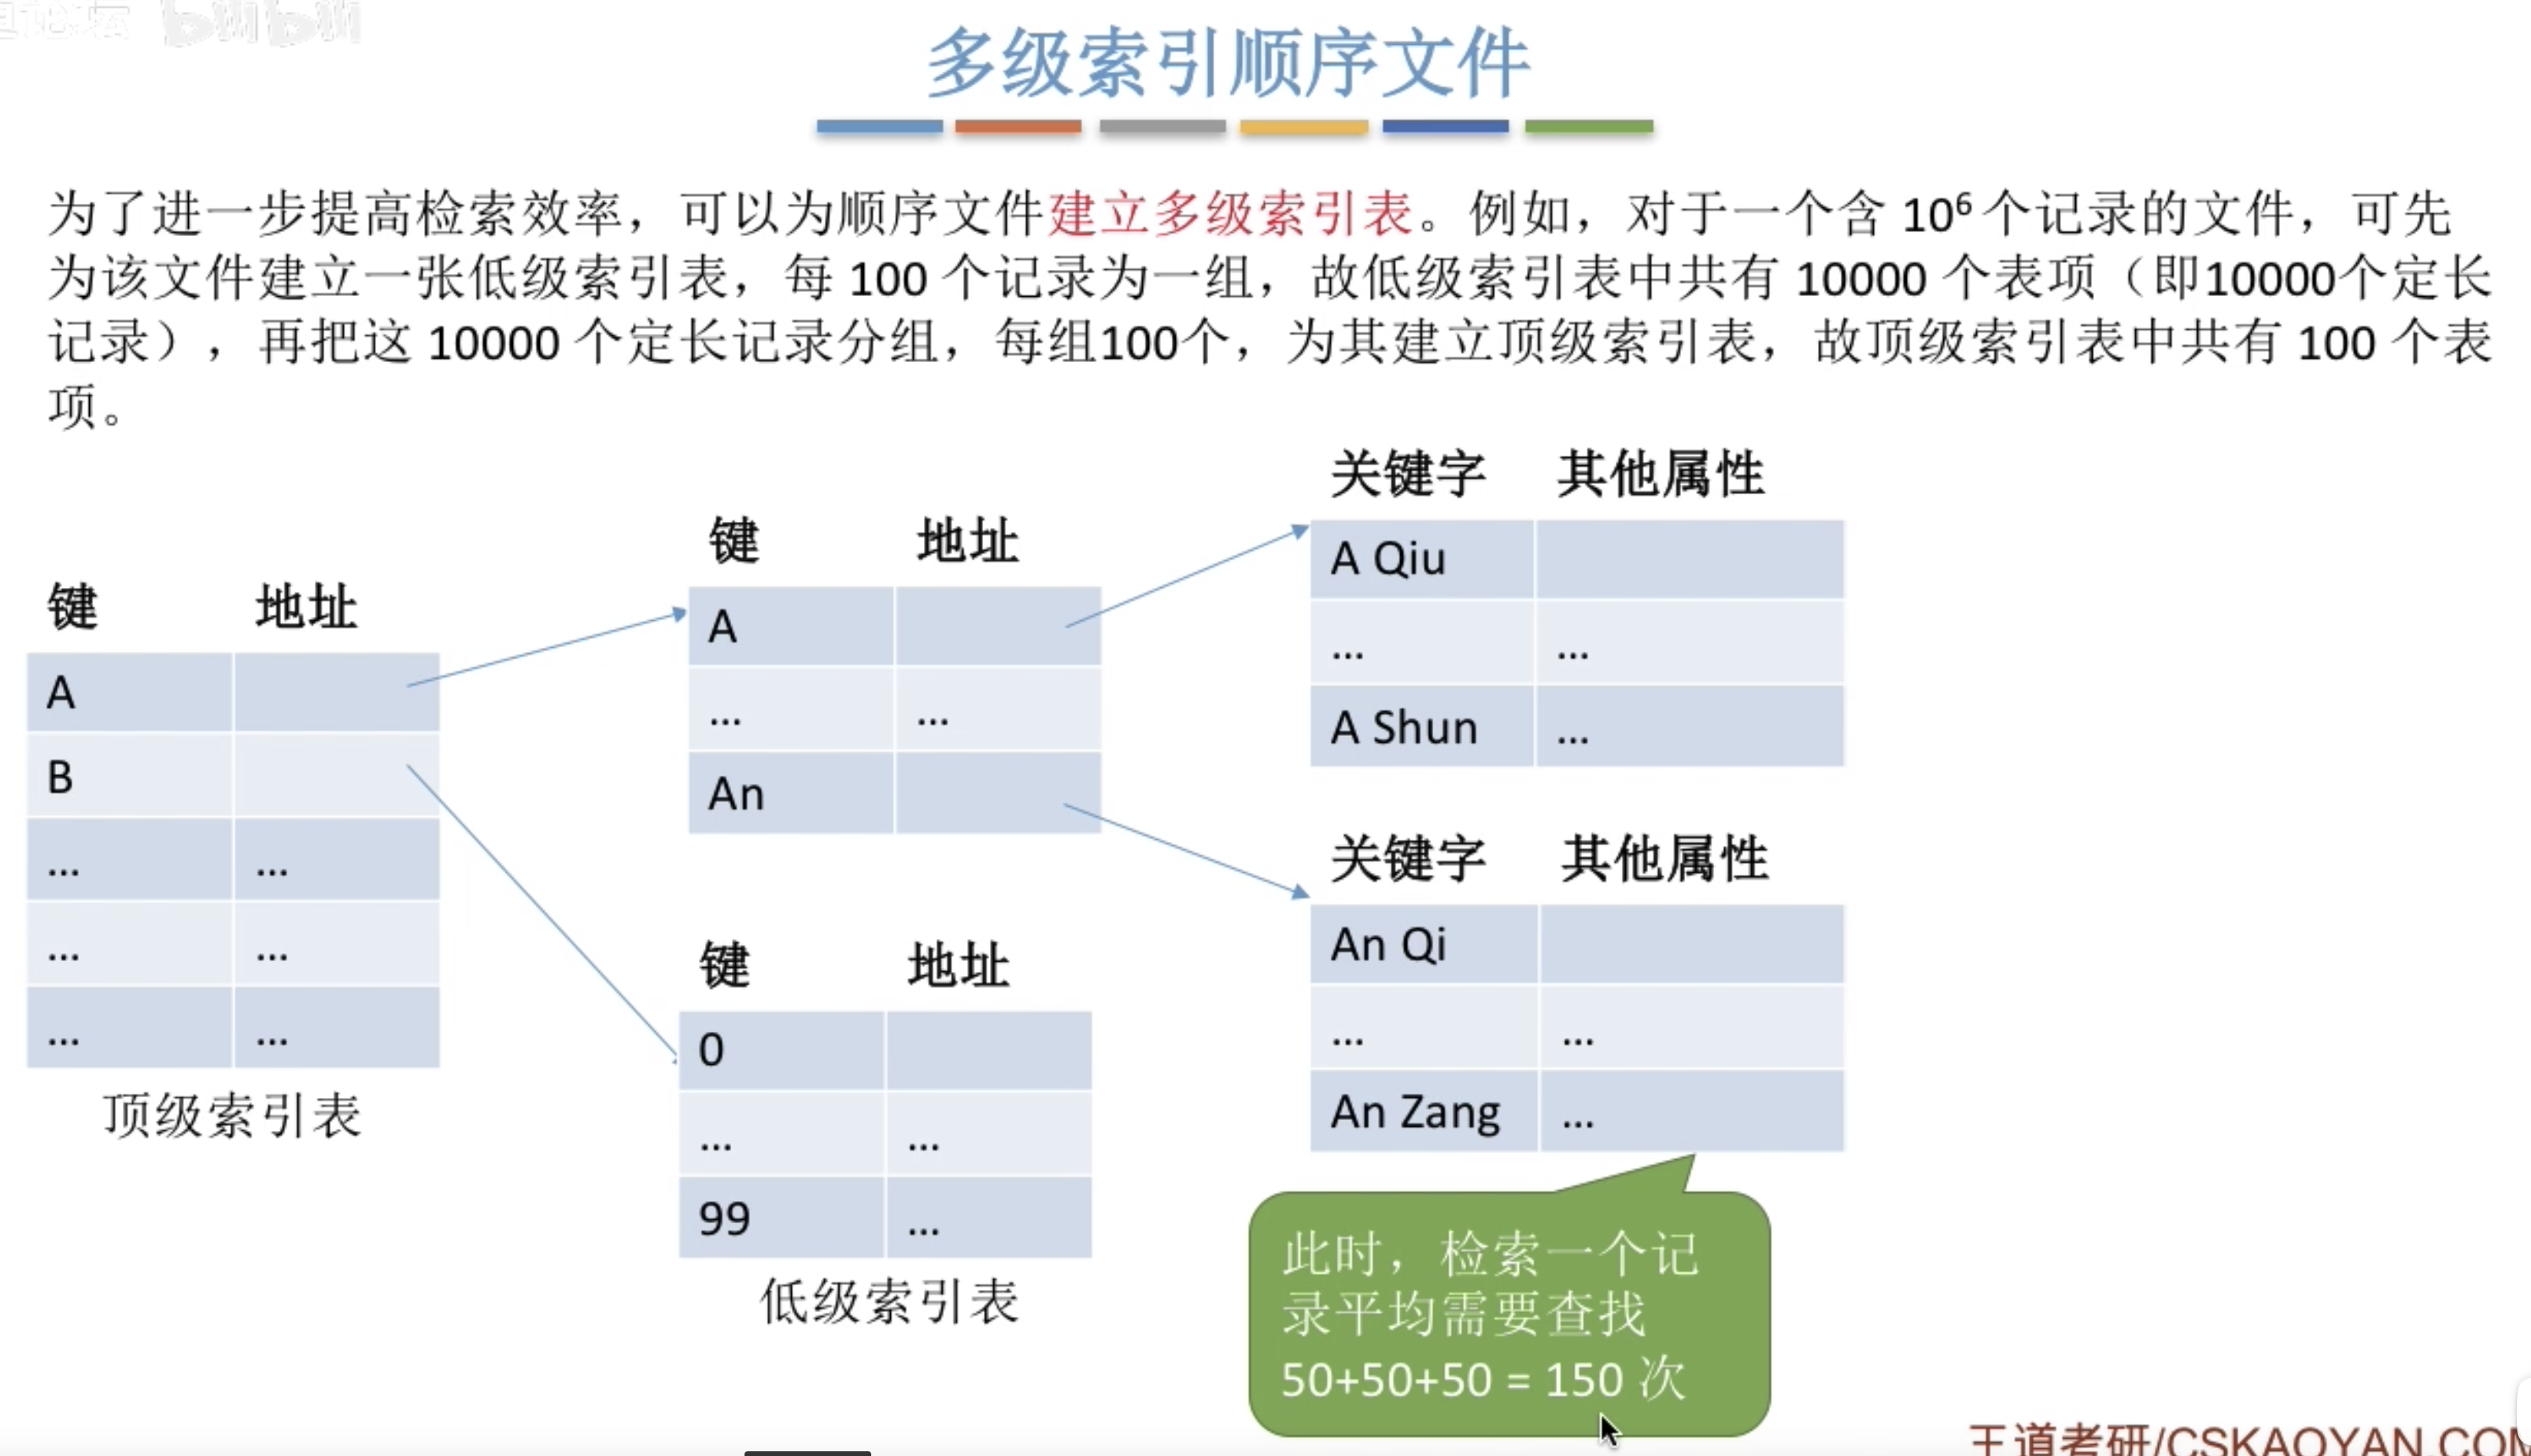 bilibili
多级索引顺序文件
为了进一步提高检索效率，可以为顺序文件建立多级索引表。例如，对于一个含 10⁶ 个记录的文件，可先
为该文件建立一张低级索引表，每 100 个记录为一组，故低级索引表中共有 10000 个表项（即10000个定长
记录），再把这 10000 个定长记录分组，每组100个，为其建立顶级索引表，故顶级索引表中共有 100 个表
项。
键 地址
A
B
... ...
... ...
... ...
顶级索引表
键 地址
A
... ...
An
键 地址
0
... ...
99 ...
低级索引表
关键字 其他属性
A Qiu
... ...
A Shun ...
关键字 其他属性
An Qi
... ...
An Zang ...
此时，检索一个记
录平均需要查找
50+50+50 = 150 次
王道考研/CSKAOYAN.COM